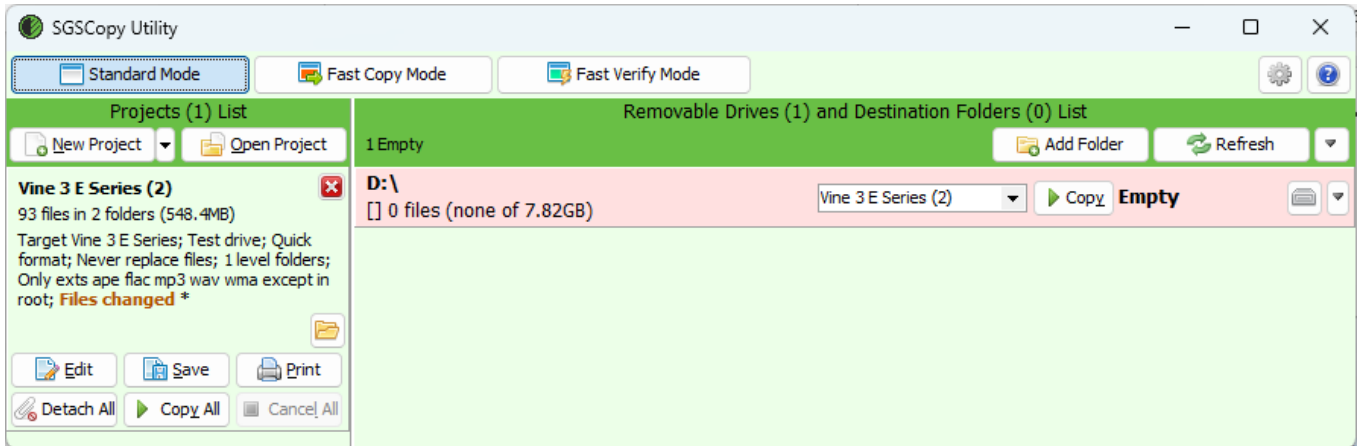 SGSCopy Utility
Standard Mode
Fast Copy Mode
Fast Verify Mode
Projects (1) List
New Project
Open Project
Vine 3 E Series (2)
93 files in 2 folders (548.4MB)
Target Vine 3 E Series; Test drive; Quick
format; Never replace files; 1 level folders;
Only exts ape flac mp3 wav wma except in
root; Files changed *
Edit
Save
Print
Detach All
Copy All
Cancel All
Removable Drives (1) and Destination Folders (0) List
1 Empty
Add Folder
Refresh
D:\
[] 0 files (none of 7.82GB)
Vine 3 E Series (2)
Copy
Empty